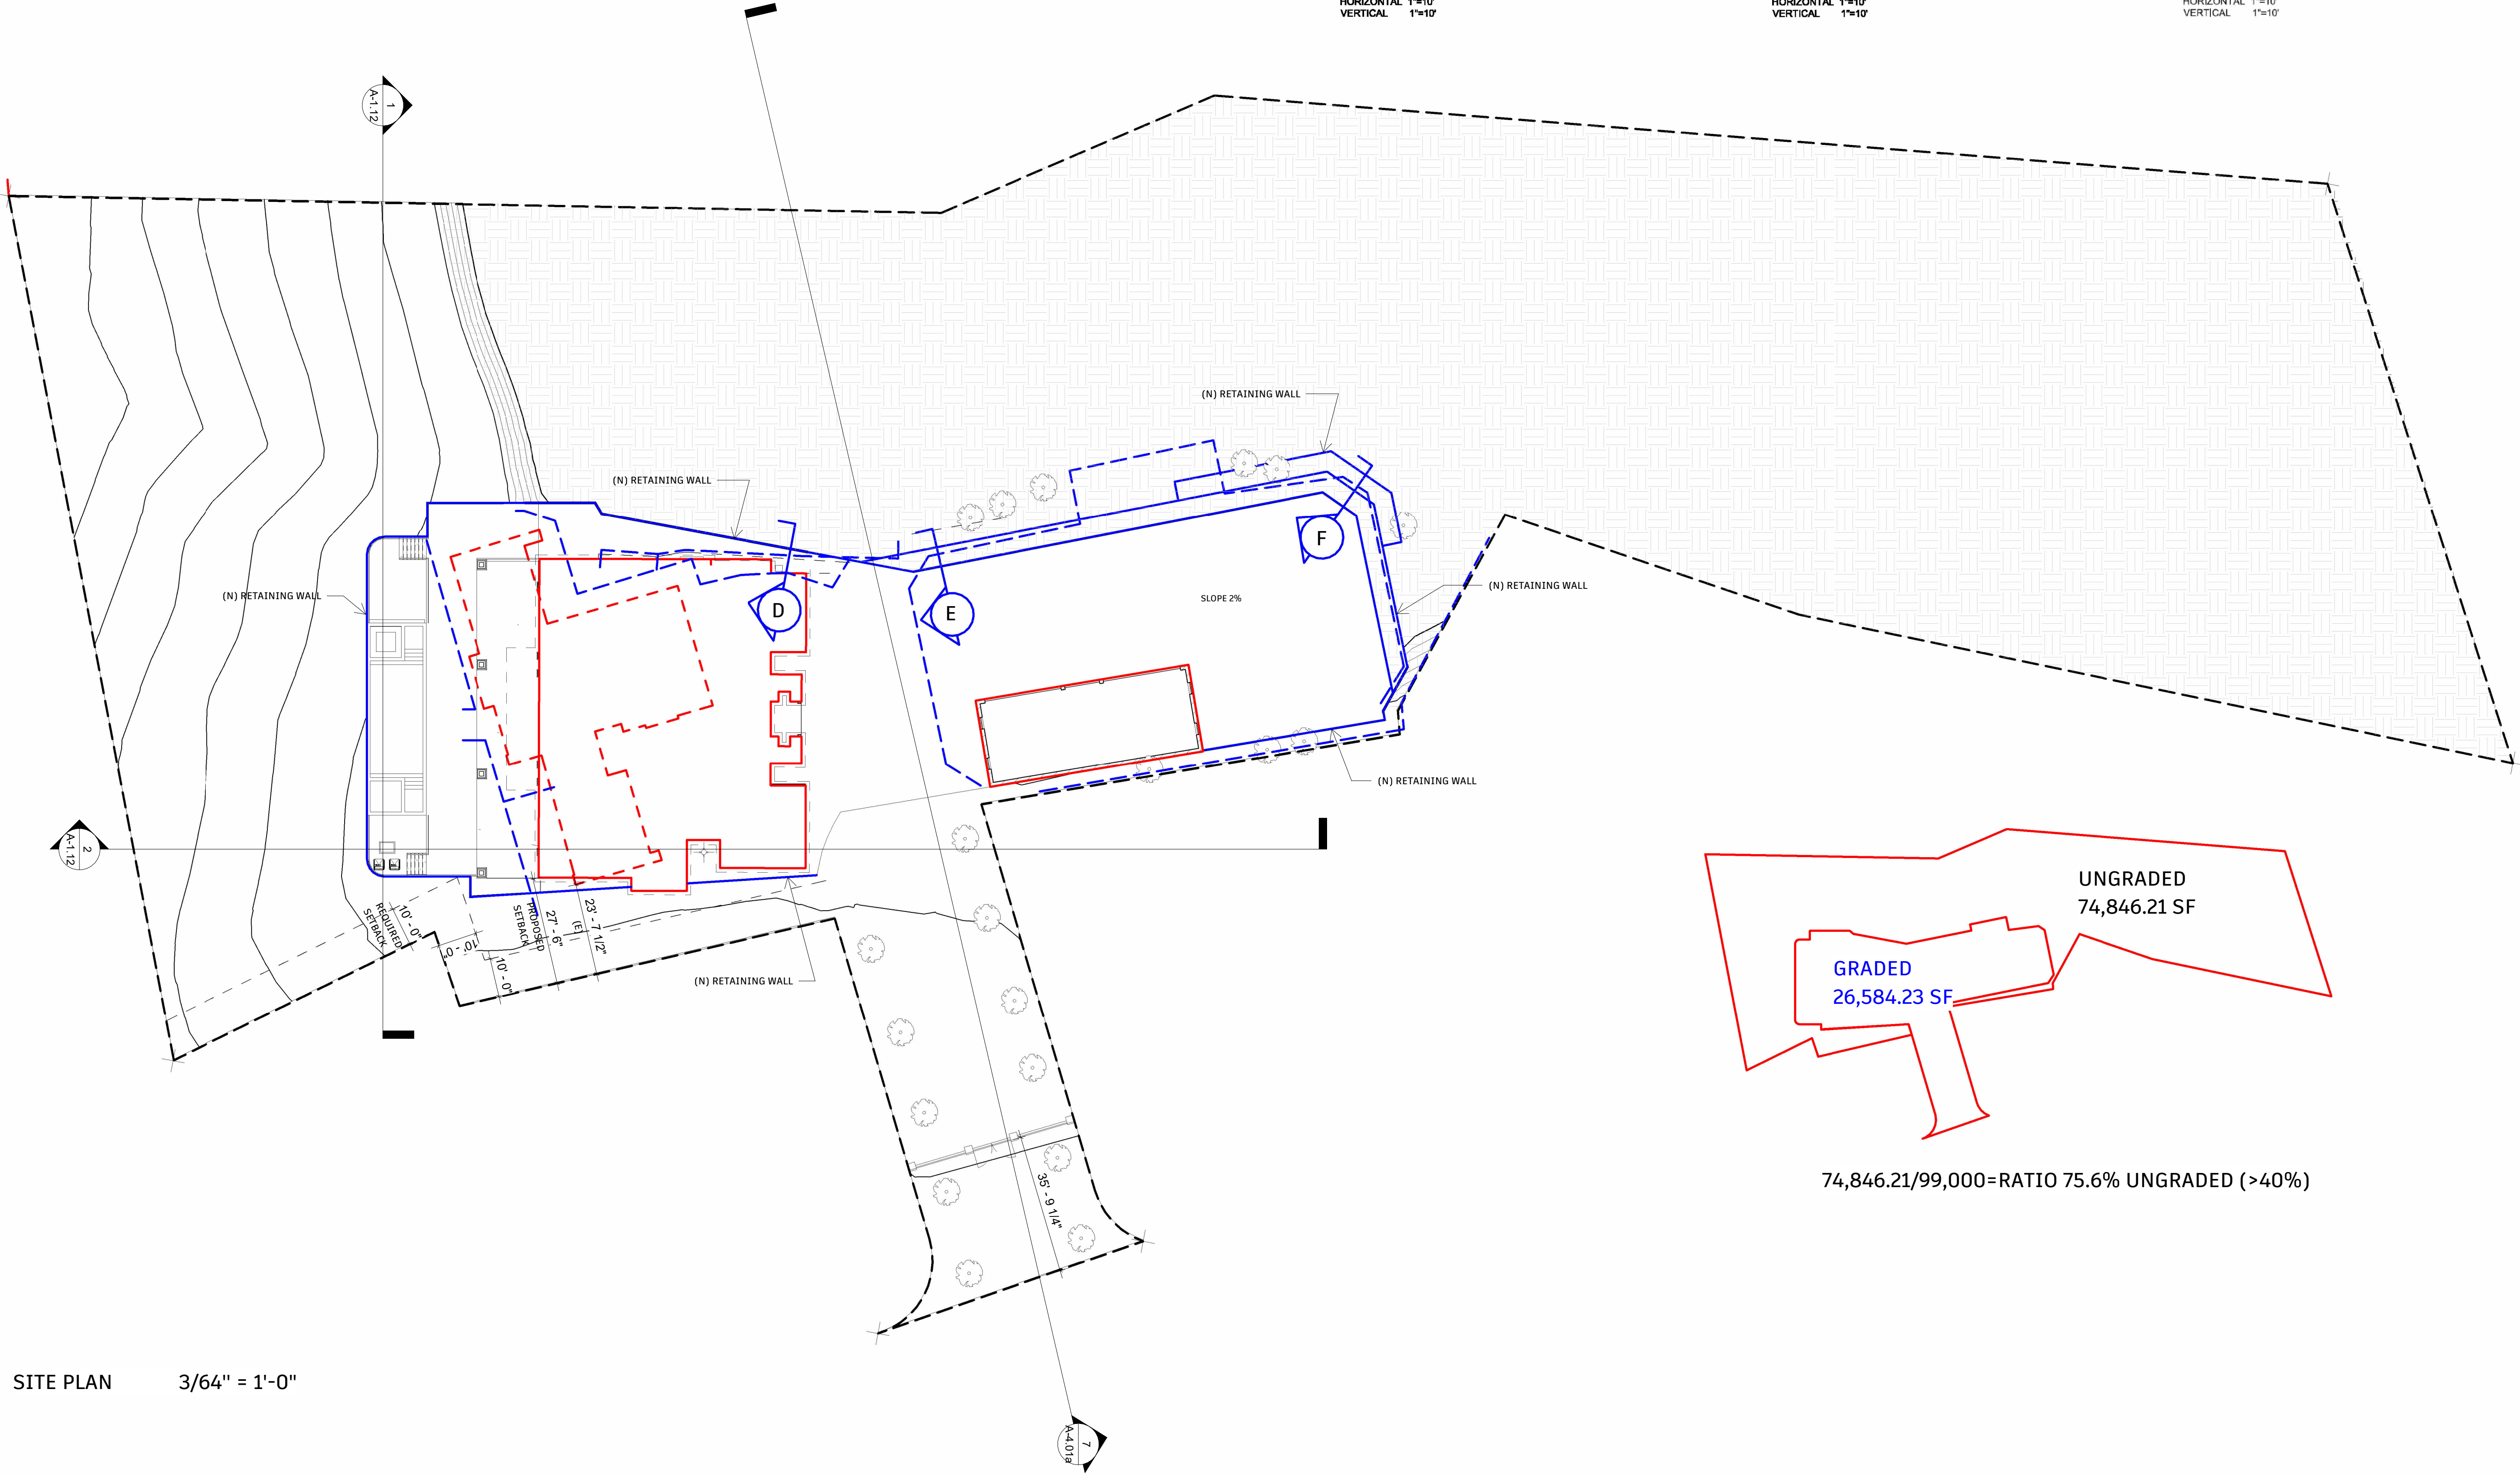 HORIZONTAL 1"=10'
VERTICAL 1"=10'
HORIZONTAL 1"=10'
VERTICAL 1"=10'
HORIZONTAL 1"=10'
VERTICAL 1"=10'
1
A-1.12
(N) RETAINING WALL
(N) RETAINING WALL
(N) RETAINING WALL
(N) RETAINING WALL
(N) RETAINING WALL
(N) RETAINING WALL
D
E
F
SLOPE 2%
2
A-1.12
10' - 0"
REQUIRED
SETBACK
10' - 0"
10' - 0"
PROPOSED
SETBACK
27' - 6"
(E)
23' - 7 1/2"
35' - 9 1/4"
UNGRADED
74,846.21 SF
GRADED
26,584.23 SF
74,846.21/99,000=RATIO 75.6% UNGRADED (>40%)
SITE PLAN 3/64" = 1'-0"
7
A-4.01a